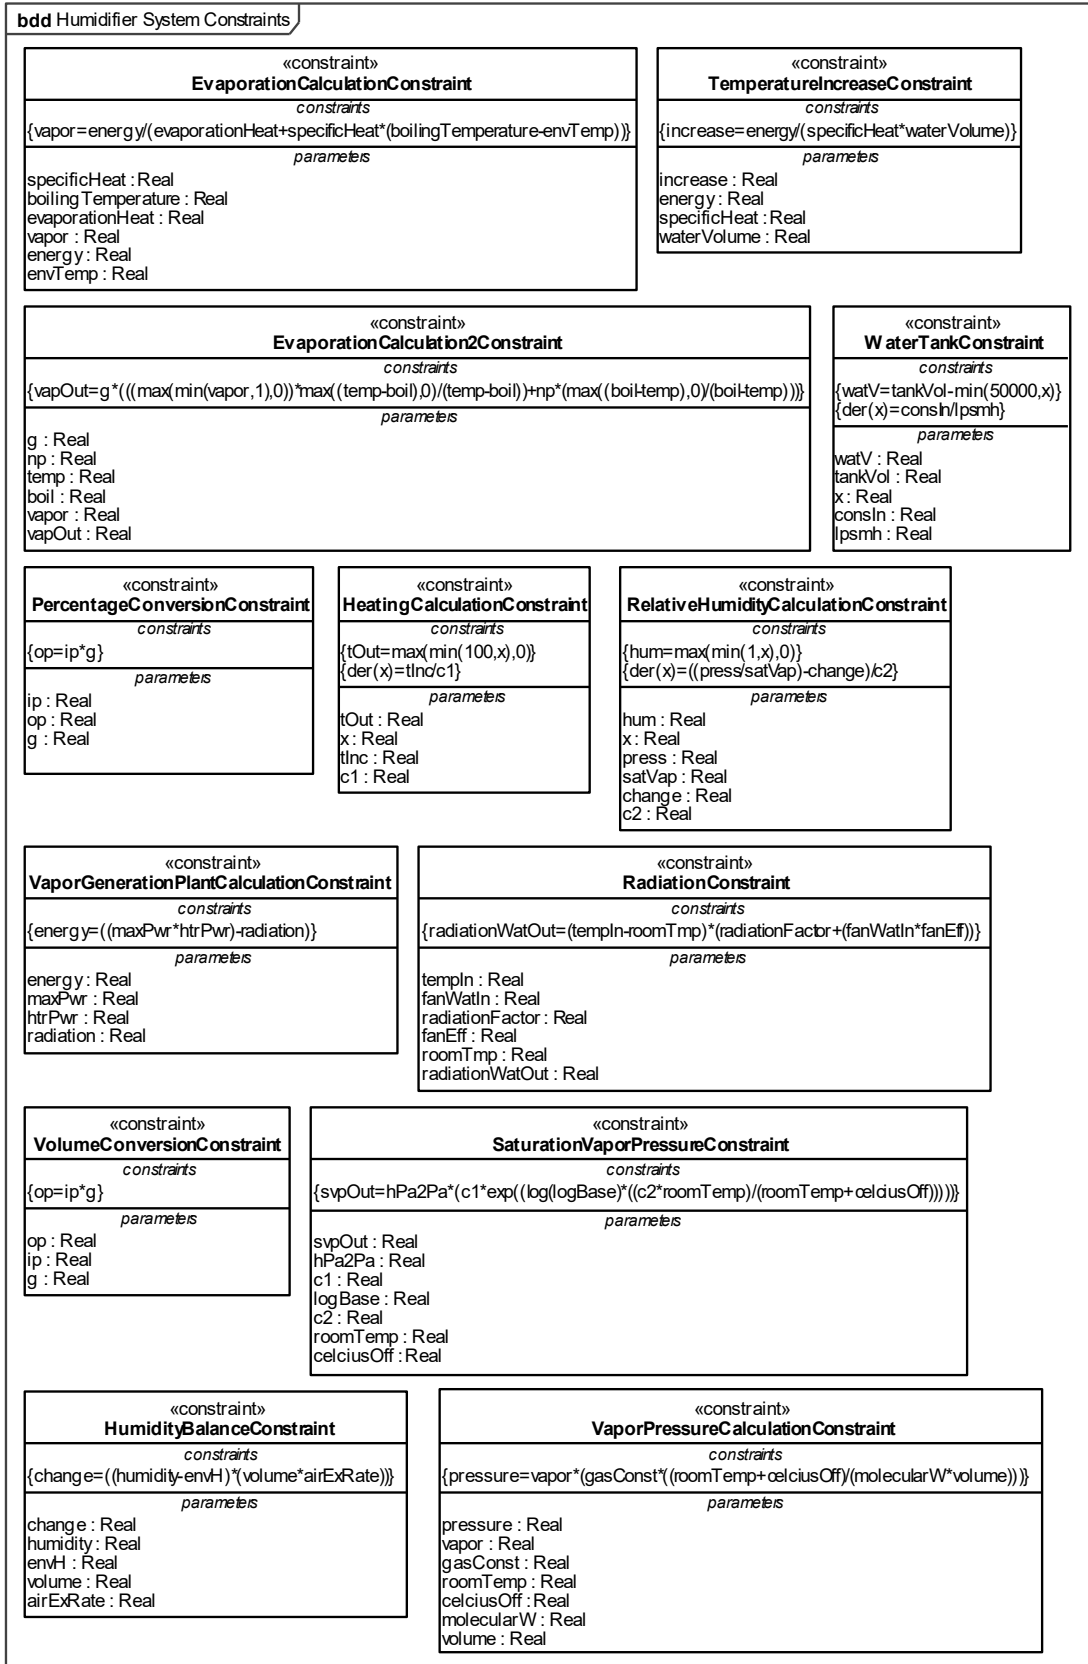 bdd Humidifier System Constraints
«constraint»
EvaporationCalculationConstraint
constraints
{vapor=energy/(evaporationHeat+specificHeat*(boilingTemperature-envTemp))}
parameters
specificHeat : Real
boilingTemperature : Real
evaporationHeat : Real
vapor : Real
energy : Real
envTemp : Real
«constraint»
TemperatureIncreaseConstraint
constraints
{increase=energy/(specificHeat*waterVolume)}
parameters
increase : Real
energy : Real
specificHeat : Real
waterVolume : Real
«constraint»
EvaporationCalculation2Constraint
constraints
{vapOut=g*(((max(min(vapor,1),0))*max((temp-boil),0)/(temp-boil))+np*(max((boil-temp),0)/(boil-temp)))}
parameters
g : Real
np : Real
temp : Real
boil : Real
vapor : Real
vapOut : Real
«constraint»
WaterTankConstraint
constraints
{watV=tankVol-min(50000,x)}
{der(x)=consIn/lpsmh}
parameters
watV : Real
tankVol : Real
x : Real
consIn : Real
lpsmh : Real
«constraint»
PercentageConversionConstraint
constraints
{op=ip*g}
parameters
ip : Real
op : Real
g : Real
«constraint»
HeatingCalculationConstraint
constraints
{tOut=max(min(100,x),0)}
{der(x)=tInc/c1}
parameters
tOut : Real
x : Real
tInc : Real
c1 : Real
«constraint»
RelativeHumidityCalculationConstraint
constraints
{hum=max(min(1,x),0)}
{der(x)=((press/satVap)-change)/c2}
parameters
hum : Real
x : Real
press : Real
satVap : Real
change : Real
c2 : Real
«constraint»
VaporGenerationPlantCalculationConstraint
constraints
{energy=((maxPwr*htrPwr)-radiation)}
parameters
energy : Real
maxPwr : Real
htrPwr : Real
radiation : Real
«constraint»
RadiationConstraint
constraints
{radiationWatOut=(tempIn-roomTmp)*(radiationFactor+(fanWatIn*fanEff))}
parameters
tempIn : Real
fanWatIn : Real
radiationFactor : Real
fanEff : Real
roomTmp : Real
radiationWatOut : Real
«constraint»
VolumeConversionConstraint
constraints
{op=ip*g}
parameters
op : Real
ip : Real
g : Real
«constraint»
SaturationVaporPressureConstraint
constraints
{svpOut=hPa2Pa*(c1*exp((log(logBase)*((c2*roomTemp)/(roomTemp+celciusOff)))))}
parameters
svpOut : Real
hPa2Pa : Real
c1 : Real
logBase : Real
c2 : Real
roomTemp : Real
celciusOff : Real
«constraint»
HumidityBalanceConstraint
constraints
{change=((humidity-envH)*(volume*airExRate))}
parameters
change : Real
humidity : Real
envH : Real
volume : Real
airExRate : Real
«constraint»
VaporPressureCalculationConstraint
constraints
{pressure=vapor*(gasConst*((roomTemp+celciusOff)/(molecularW*volume)))}
parameters
pressure : Real
vapor : Real
gasConst : Real
roomTemp : Real
celciusOff : Real
molecularW : Real
volume : Real